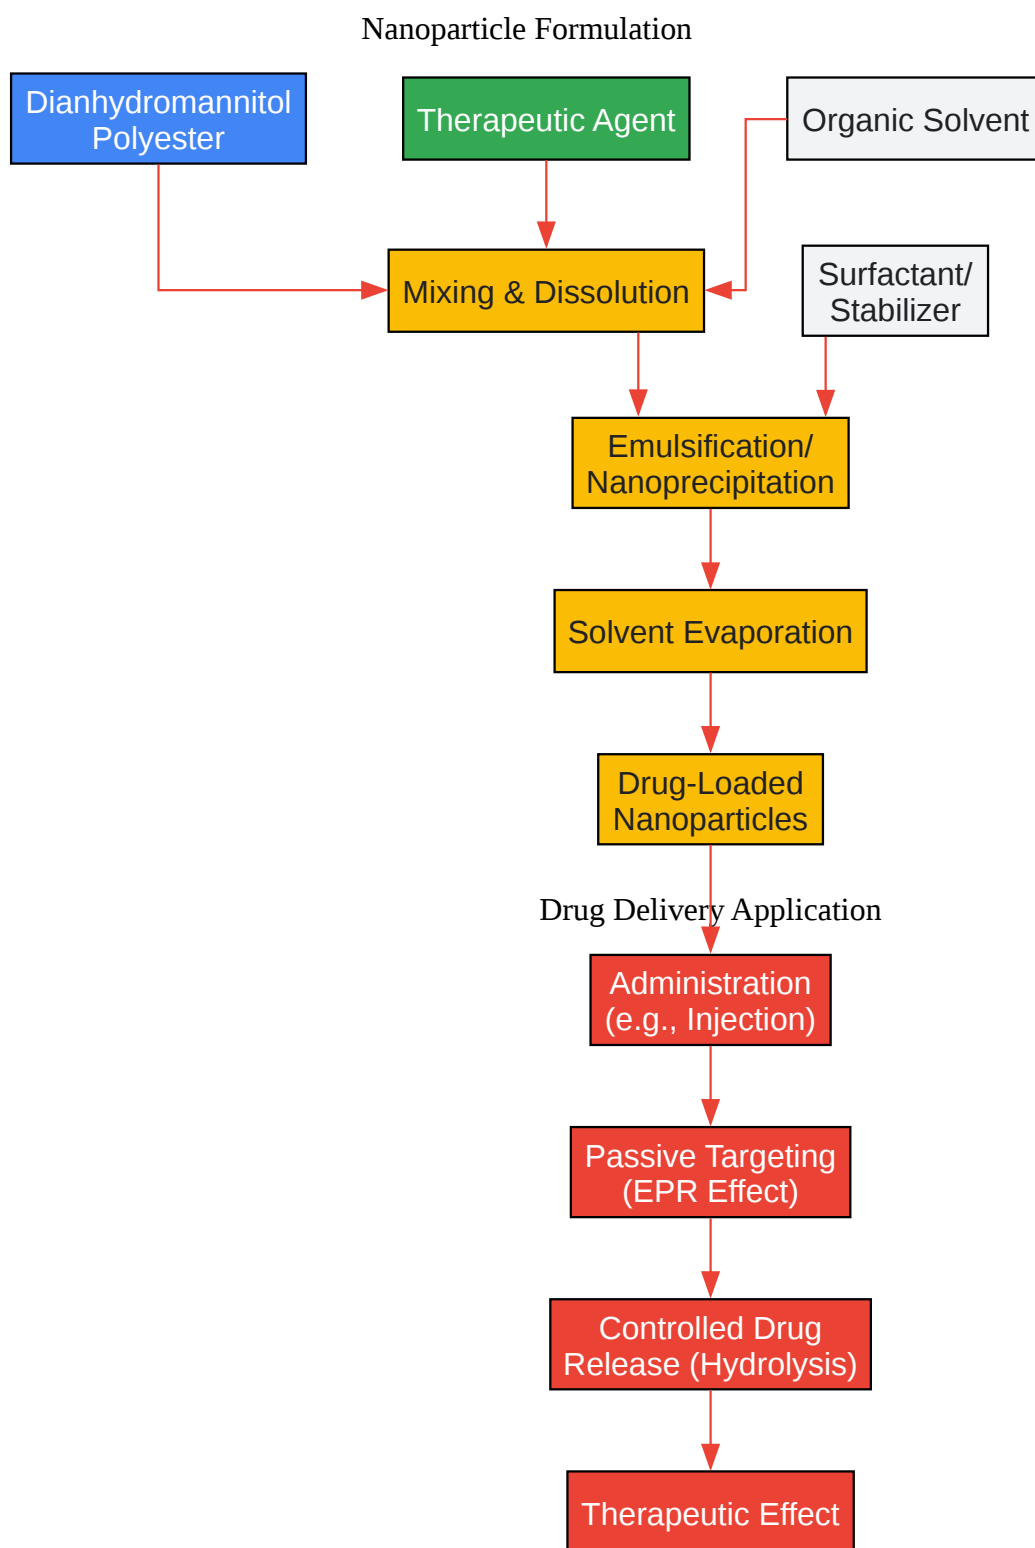 Nanoparticle Formulation
Dianhydromannitol
Polyester
Therapeutic Agent
Organic Solvent
Mixing & Dissolution
Surfactant/
Stabilizer
Emulsification/
Nanoprecipitation
Solvent Evaporation
Drug-Loaded
Nanoparticles
Drug Delivery Application
Administration
(e.g., Injection)
Passive Targeting
(EPR Effect)
Controlled Drug
Release (Hydrolysis)
Therapeutic Effect